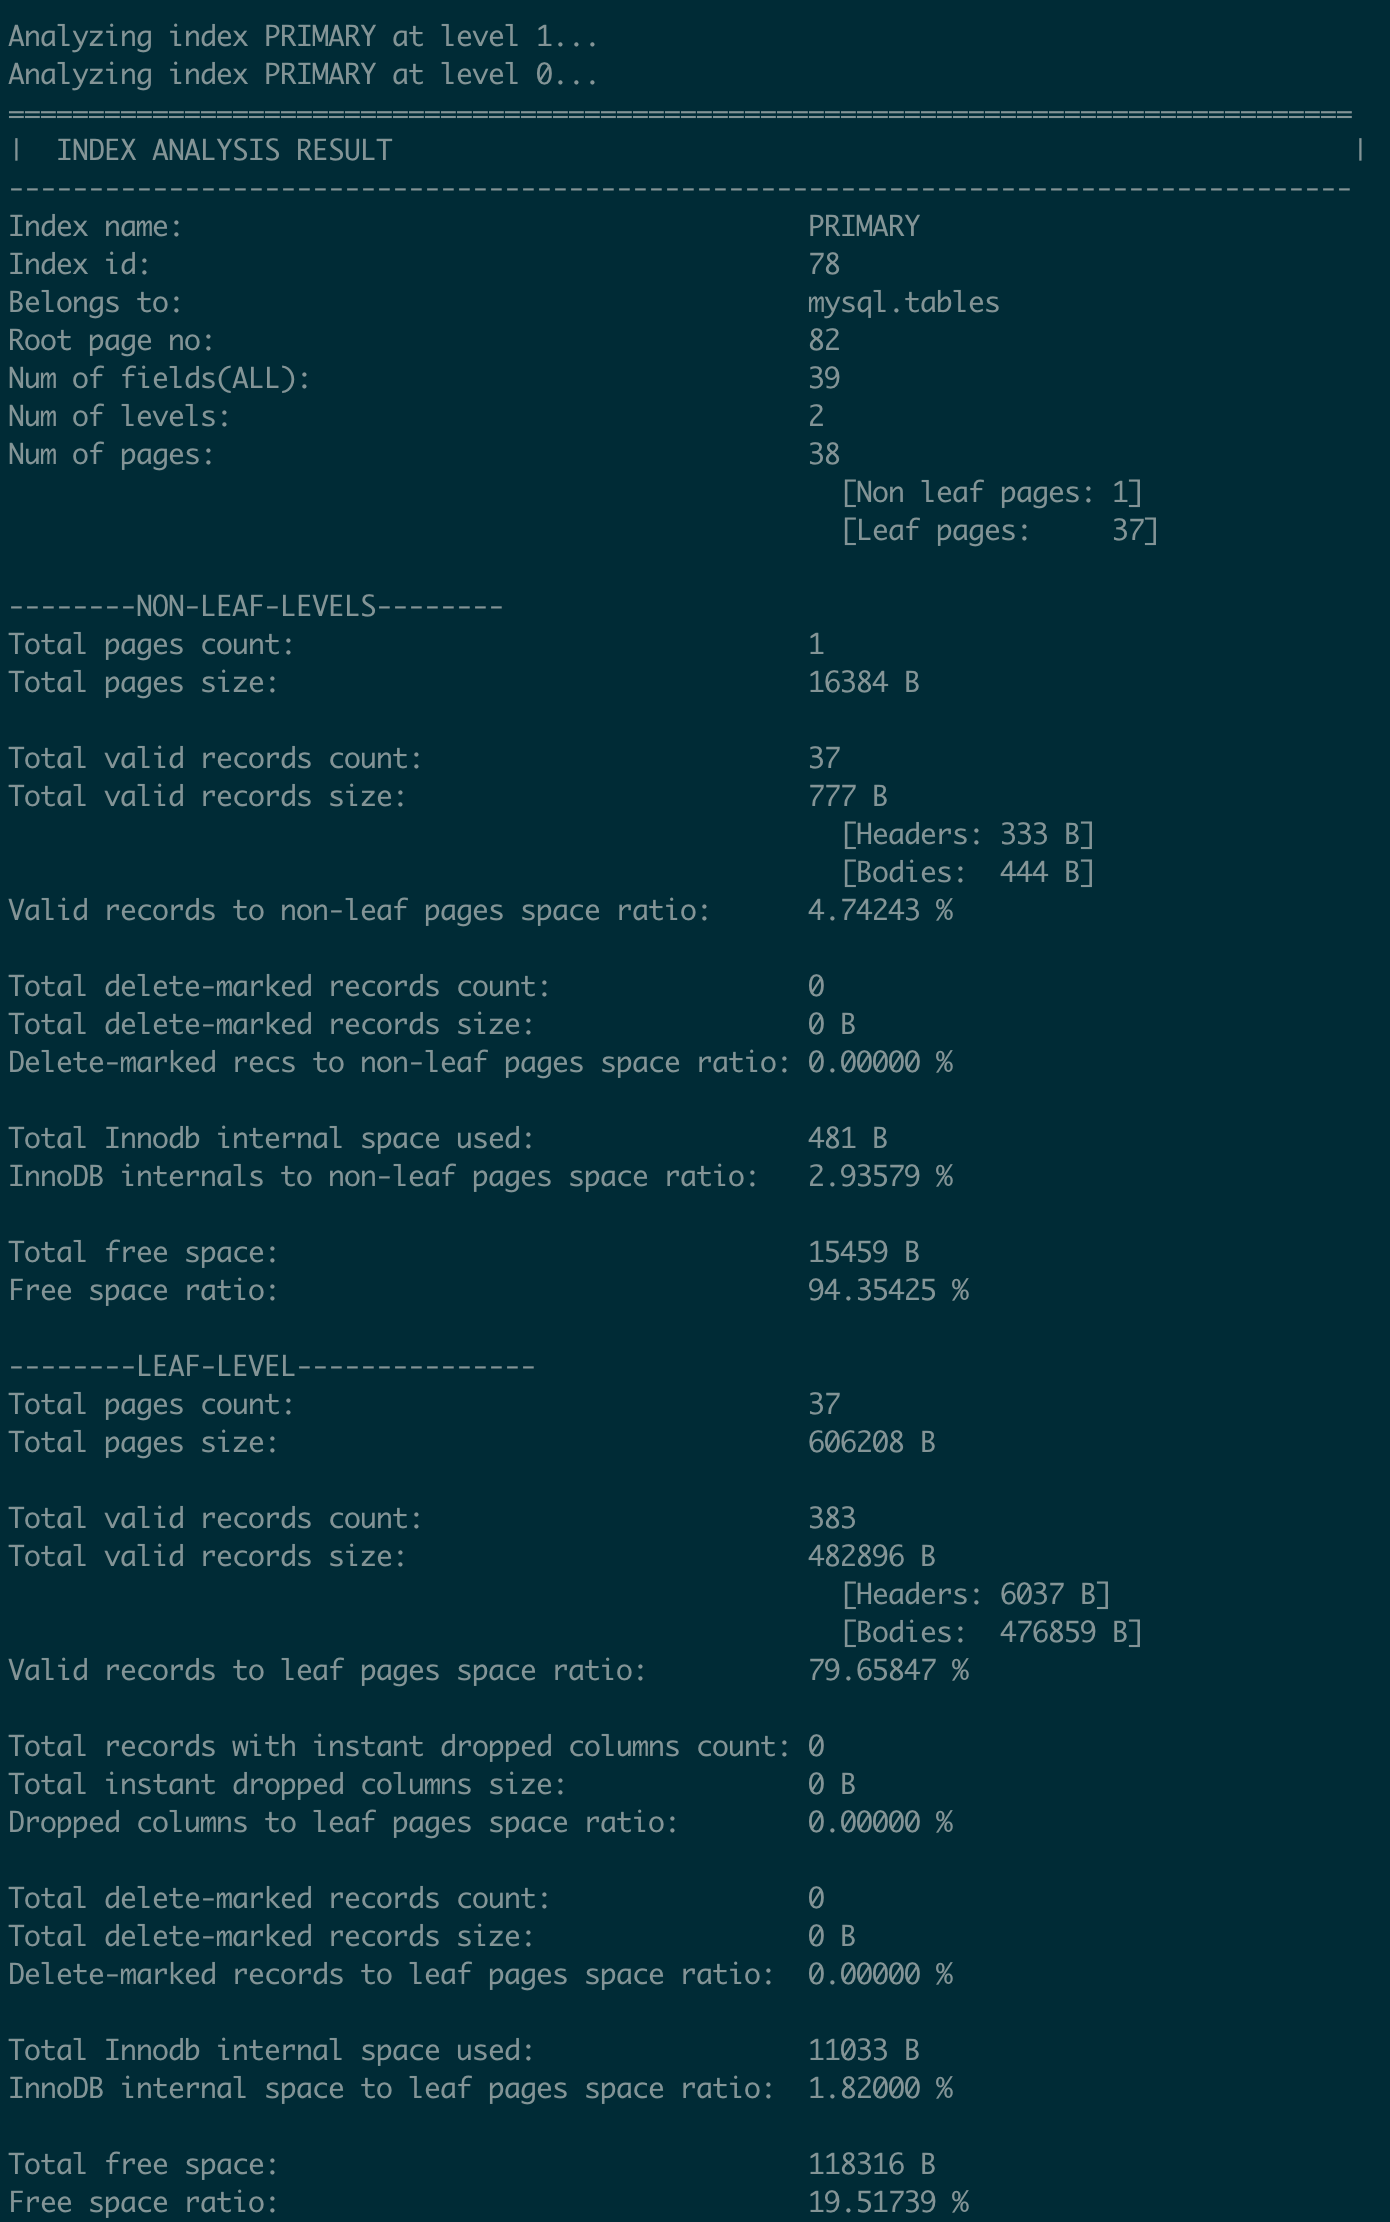 Analyzing index PRIMARY at level 1...
Analyzing index PRIMARY at level 0...
====================================================================================
|  INDEX ANALYSIS RESULT                                                            |
------------------------------------------------------------------------------------
Index name:                                       PRIMARY
Index id:                                         78
Belongs to:                                       mysql.tables
Root page no:                                     82
Num of fields(ALL):                               39
Num of levels:                                    2
Num of pages:                                     38
                                                    [Non leaf pages: 1]
                                                    [Leaf pages:     37]

--------NON-LEAF-LEVELS--------
Total pages count:                                1
Total pages size:                                 16384 B

Total valid records count:                        37
Total valid records size:                         777 B
                                                    [Headers: 333 B]
                                                    [Bodies:  444 B]
Valid records to non-leaf pages space ratio:      4.74243 %

Total delete-marked records count:                0
Total delete-marked records size:                 0 B
Delete-marked recs to non-leaf pages space ratio: 0.00000 %

Total Innodb internal space used:                 481 B
InnoDB internals to non-leaf pages space ratio:   2.93579 %

Total free space:                                 15459 B
Free space ratio:                                 94.35425 %

--------LEAF-LEVEL---------------
Total pages count:                                37
Total pages size:                                 606208 B

Total valid records count:                        383
Total valid records size:                         482896 B
                                                    [Headers: 6037 B]
                                                    [Bodies:  476859 B]
Valid records to leaf pages space ratio:          79.65847 %

Total records with instant dropped columns count: 0
Total instant dropped columns size:               0 B
Dropped columns to leaf pages space ratio:        0.00000 %

Total delete-marked records count:                0
Total delete-marked records size:                 0 B
Delete-marked records to leaf pages space ratio:  0.00000 %

Total Innodb internal space used:                 11033 B
InnoDB internal space to leaf pages space ratio:  1.82000 %

Total free space:                                 118316 B
Free space ratio:                                 19.51739 %